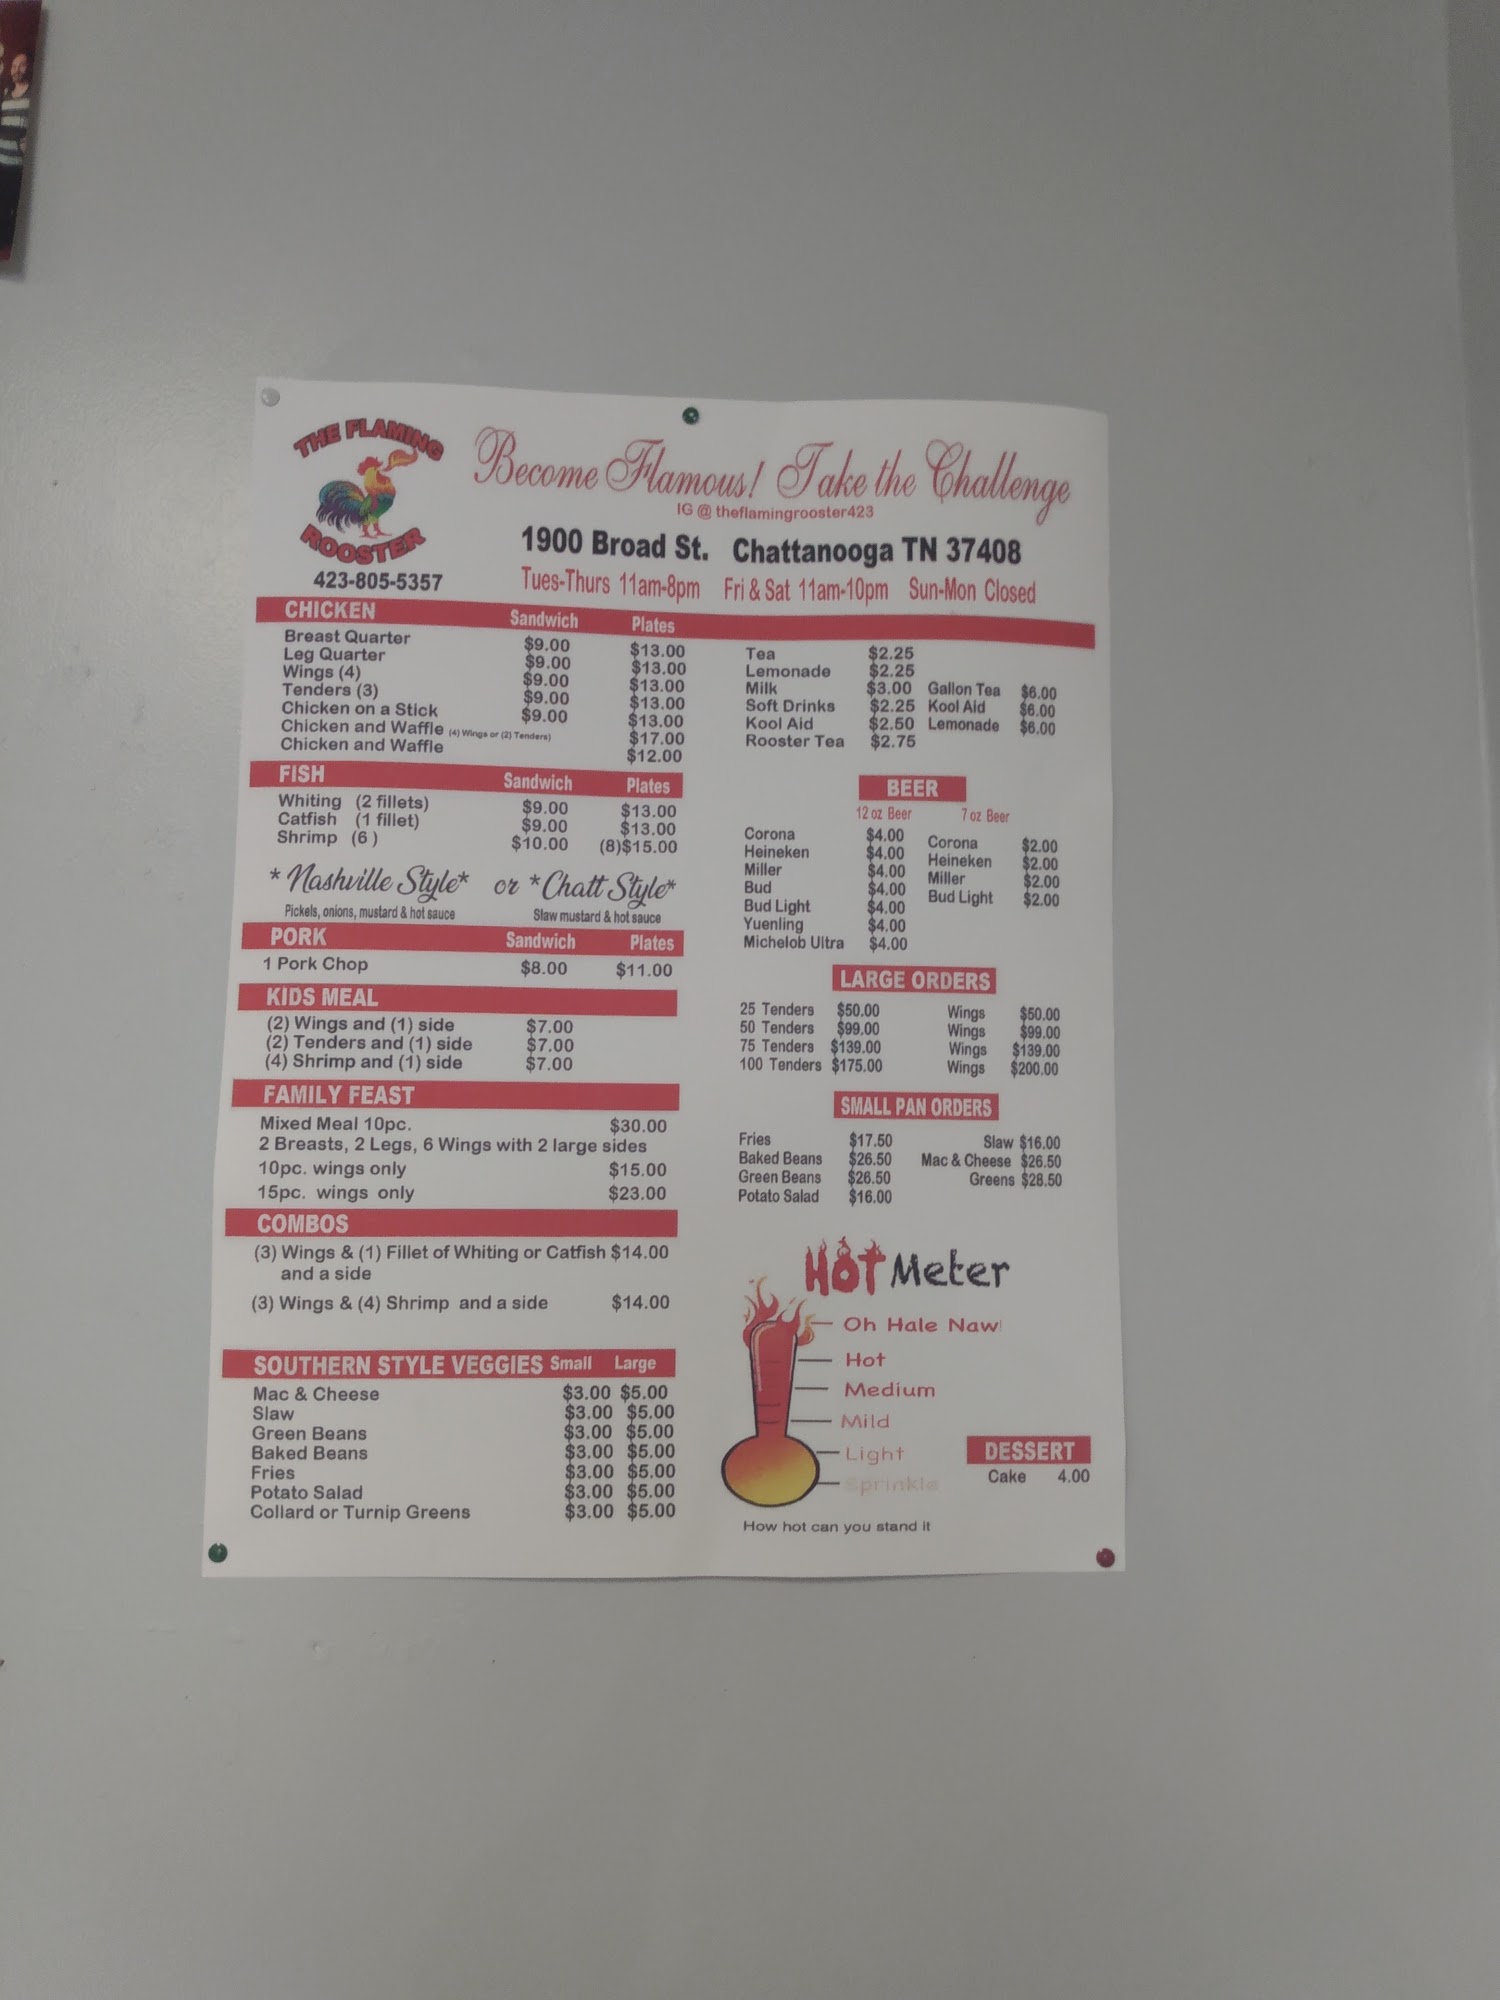 THE FLAMING
ROOSTER
423-805-5357
Become Flamous! Take the Challenge
IG @ theflamingrooster423
1900 Broad St. Chattanooga TN 37408
Tues-Thurs 11am-8pm Fri & Sat 11am-10pm Sun-Mon Closed
CHICKEN Sandwich Plates
Breast Quarter $9.00 $13.00
Leg Quarter $9.00 $13.00
Wings (4) $9.00 $13.00
Tenders (3) $9.00 $13.00
Chicken on a Stick $9.00 $13.00
Chicken and Waffle (4) Wings or (2) Tenders) $17.00
Chicken and Waffle $12.00
FISH Sandwich Plates
Whiting (2 fillets) $9.00 $13.00
Catfish (1 fillet) $9.00 $13.00
Shrimp (6 ) $10.00 (8)$15.00
* Nashville Style* or *Chatt Style*
Pickels, onions, mustard & hot sauce Slaw mustard & hot sauce
PORK Sandwich Plates
1 Pork Chop $8.00 $11.00
KIDS MEAL
(2) Wings and (1) side $7.00
(2) Tenders and (1) side $7.00
(4) Shrimp and (1) side $7.00
FAMILY FEAST
Mixed Meal 10pc. $30.00
2 Breasts, 2 Legs, 6 Wings with 2 large sides
10pc. wings only $15.00
15pc. wings only $23.00
COMBOS
(3) Wings & (1) Fillet of Whiting or Catfish $14.00
and a side
(3) Wings & (4) Shrimp and a side $14.00
SOUTHERN STYLE VEGGIES Small Large
Mac & Cheese $3.00 $5.00
Slaw $3.00 $5.00
Green Beans $3.00 $5.00
Baked Beans $3.00 $5.00
Fries $3.00 $5.00
Potato Salad $3.00 $5.00
Collard or Turnip Greens $3.00 $5.00
Tea $2.25
Lemonade $2.25
Milk $3.00 Gallon Tea $6.00
Soft Drinks $2.25 Kool Aid $6.00
Kool Aid $2.50 Lemonade $6.00
Rooster Tea $2.75
BEER
12 oz Beer 7 oz Beer
Corona $4.00 Corona $2.00
Heineken $4.00 Heineken $2.00
Miller $4.00 Miller $2.00
Bud $4.00 Bud Light $2.00
Bud Light $4.00
Yuenling $4.00
Michelob Ultra $4.00
LARGE ORDERS
25 Tenders $50.00 Wings $50.00
50 Tenders $99.00 Wings $99.00
75 Tenders $139.00 Wings $139.00
100 Tenders $175.00 Wings $200.00
SMALL PAN ORDERS
Fries $17.50 Slaw $16.00
Baked Beans $26.50 Mac & Cheese $26.50
Green Beans $26.50 Greens $28.50
Potato Salad $16.00
HOT Meter
Oh Hale Naw!
Hot
Medium
Mild
Light
Sprinkle
How hot can you stand it
DESSERT
Cake 4.00